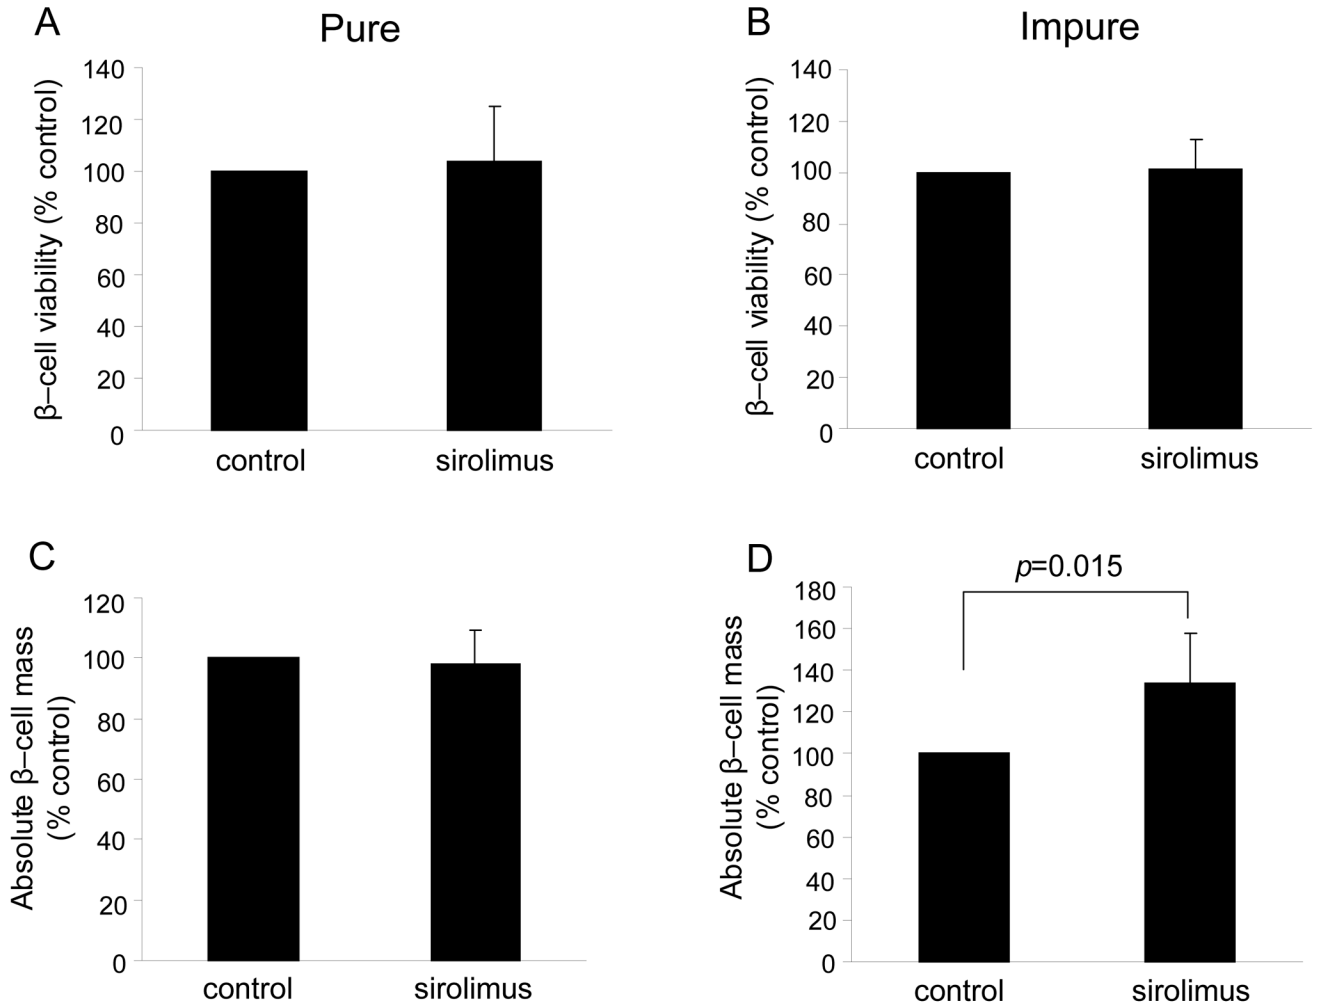 A
Pure
β–cell viability (% control)
140
120
100
80
60
40
20
0
control
sirolimus
B
Impure
β–cell viability (% control)
140
120
100
80
60
40
20
0
control
sirolimus
C
Absolute β–cell mass
(% control)
120
100
80
60
40
20
0
control
sirolimus
D
p=0.015
Absolute β–cell mass
(% control)
180
160
140
120
100
80
60
40
20
0
control
sirolimus